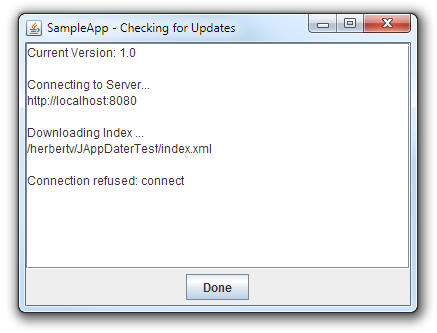 SampleApp - Checking for Updates
Current Version: 1.0
Connecting to Server...
http://localhost:8080
Downloading Index ...
/herbertv/JAppDaterTest/index.xml
Connection refused: connect
Done